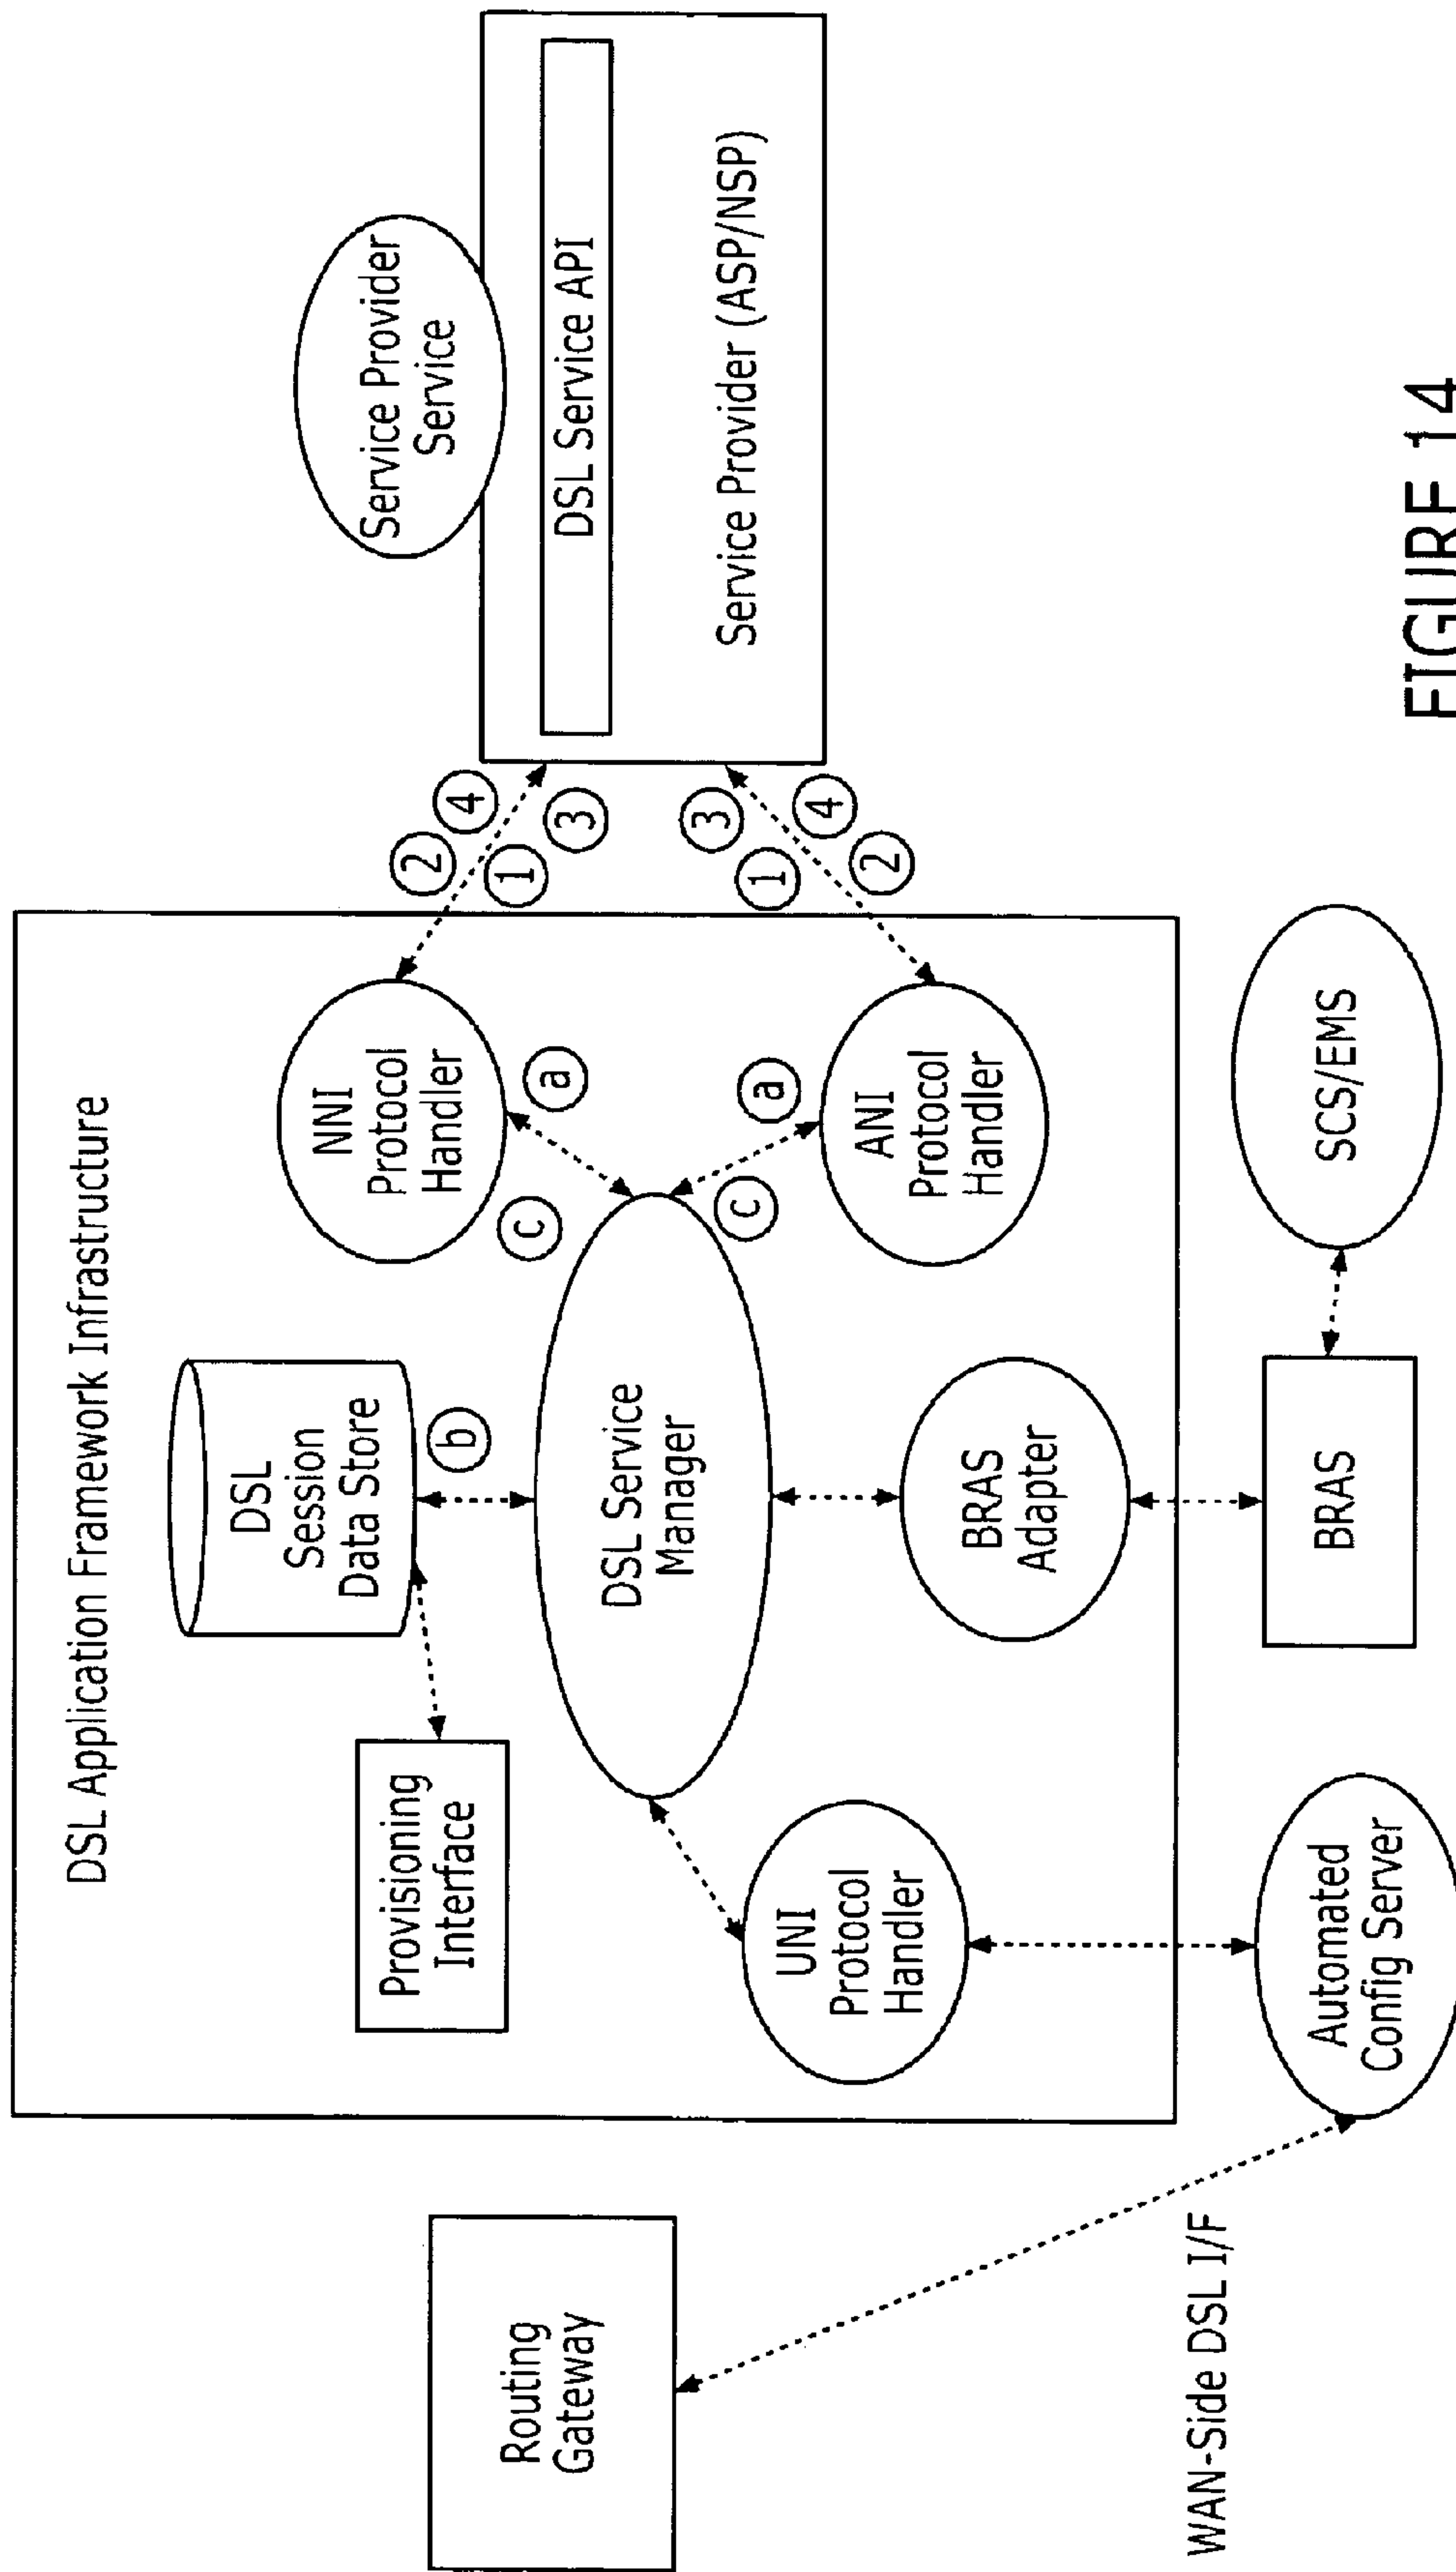 DSL Application Framework Infrastructure
Routing
Gateway
Provisioning
Interface
DSL
Session
Data Store
b
NNI
Protocol
Handler
2
4
1
3
Service Provider
Service
DSL Service API
Service Provider (ASP/NSP)
c
a
DSL Service
Manager
c
a
3
1
4
2
UNI
Protocol
Handler
BRAS
Adapter
ANI
Protocol
Handler
WAN-Side DSL I/F
Automated
Config Server
BRAS
SCS/EMS
FIGURE 14